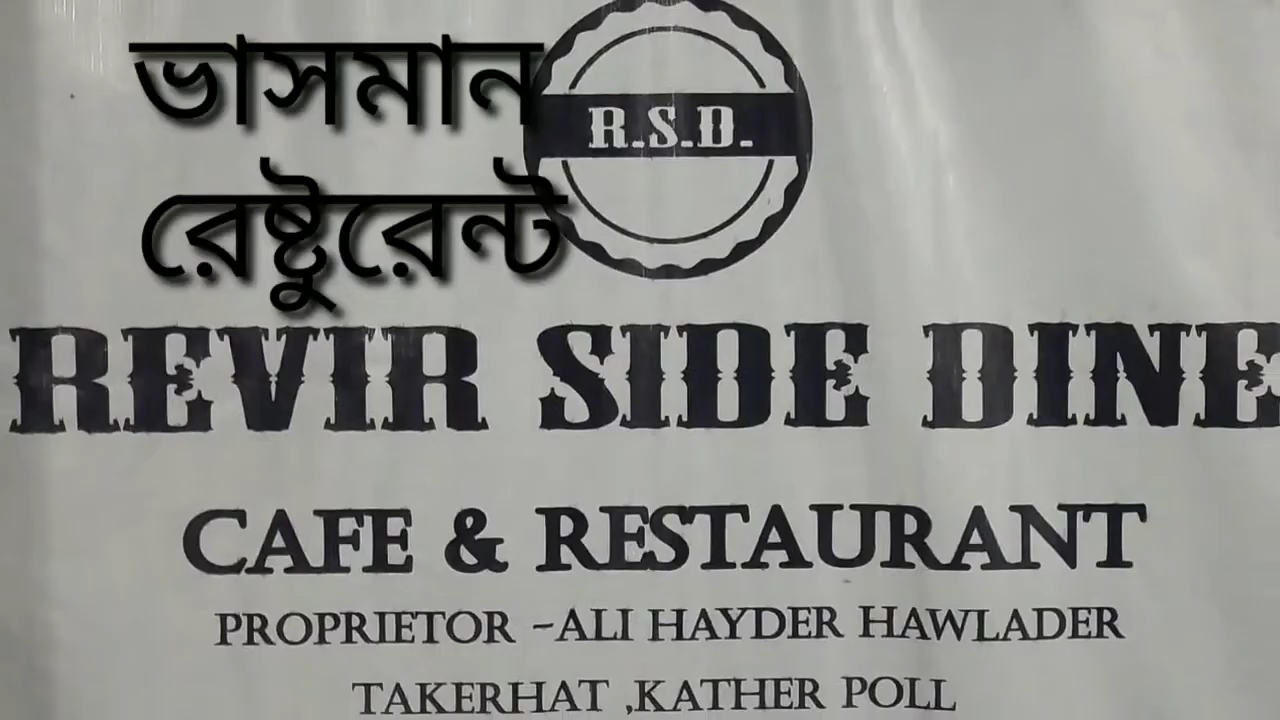 ভাসমান
রেষ্টুরেন্ট
R.S.D.
REVIR SIDE DINE
CAFE & RESTAURANT
PROPRIETOR -ALI HAYDER HAWLADER
TAKERHAT ,KATHER POLL